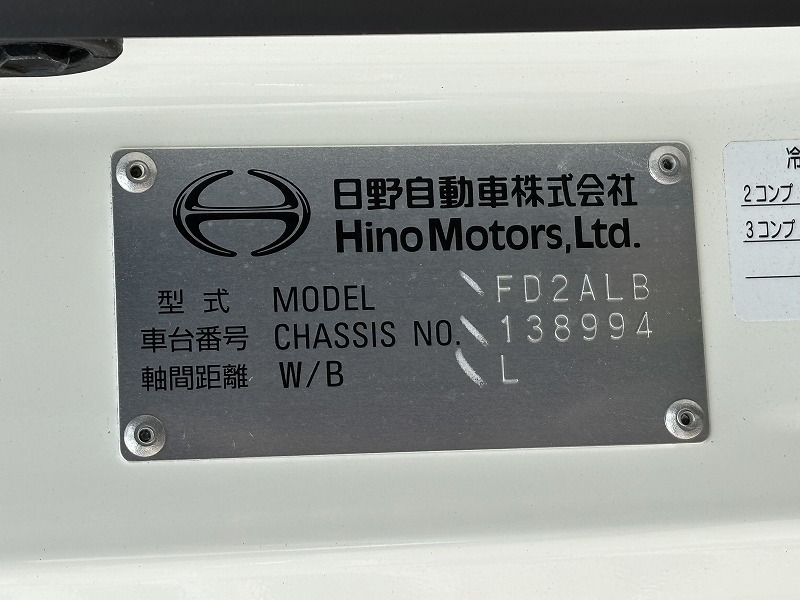 日野自動車株式会社
Hino Motors, Ltd.
型式 MODEL FD2ALB
車台番号 CHASSIS NO. 138994
軸間距離 W/B L
冷
2コンプ
3コンプ